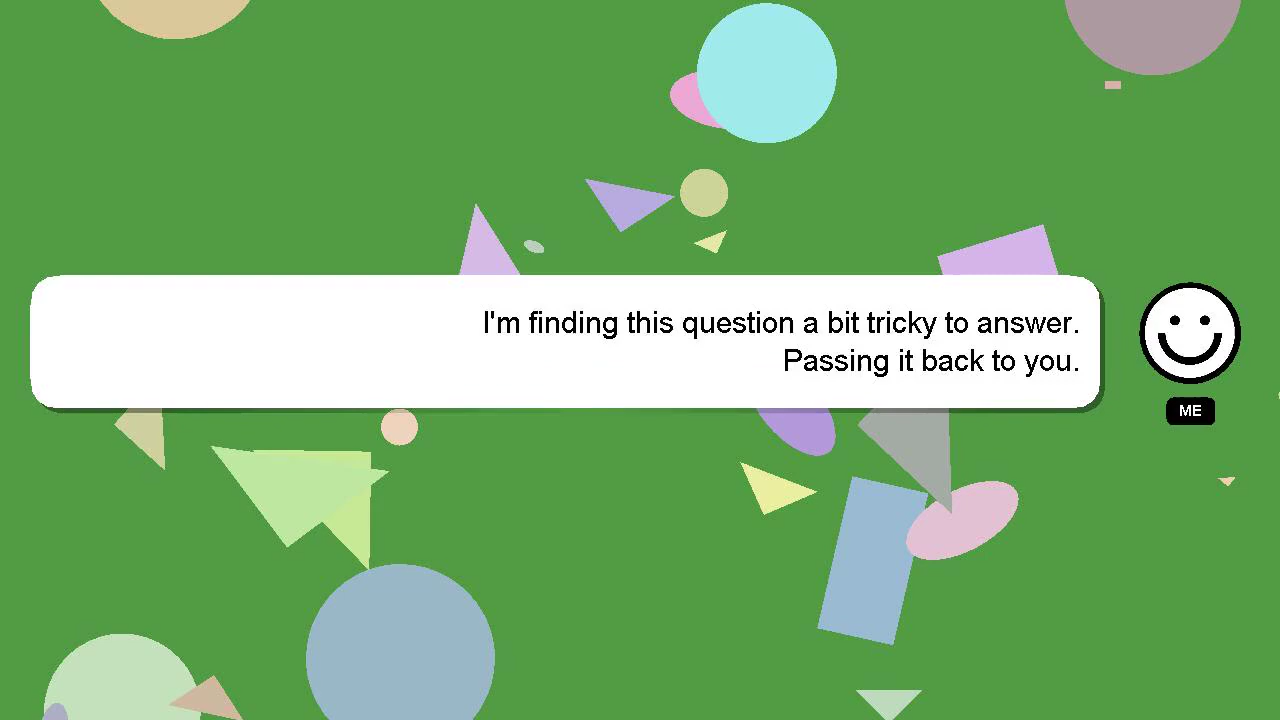 I'm finding this question a bit tricky to answer.
Passing it back to you.
ME